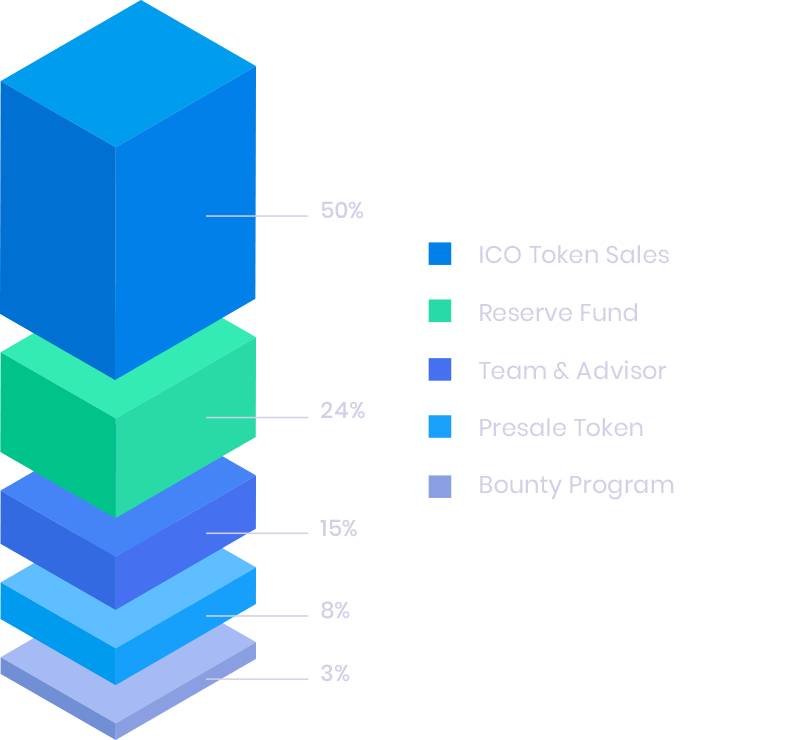 50%
24%
15%
8%
3%
ICO Token Sales
Reserve Fund
Team & Advisor
Presale Token
Bounty Program